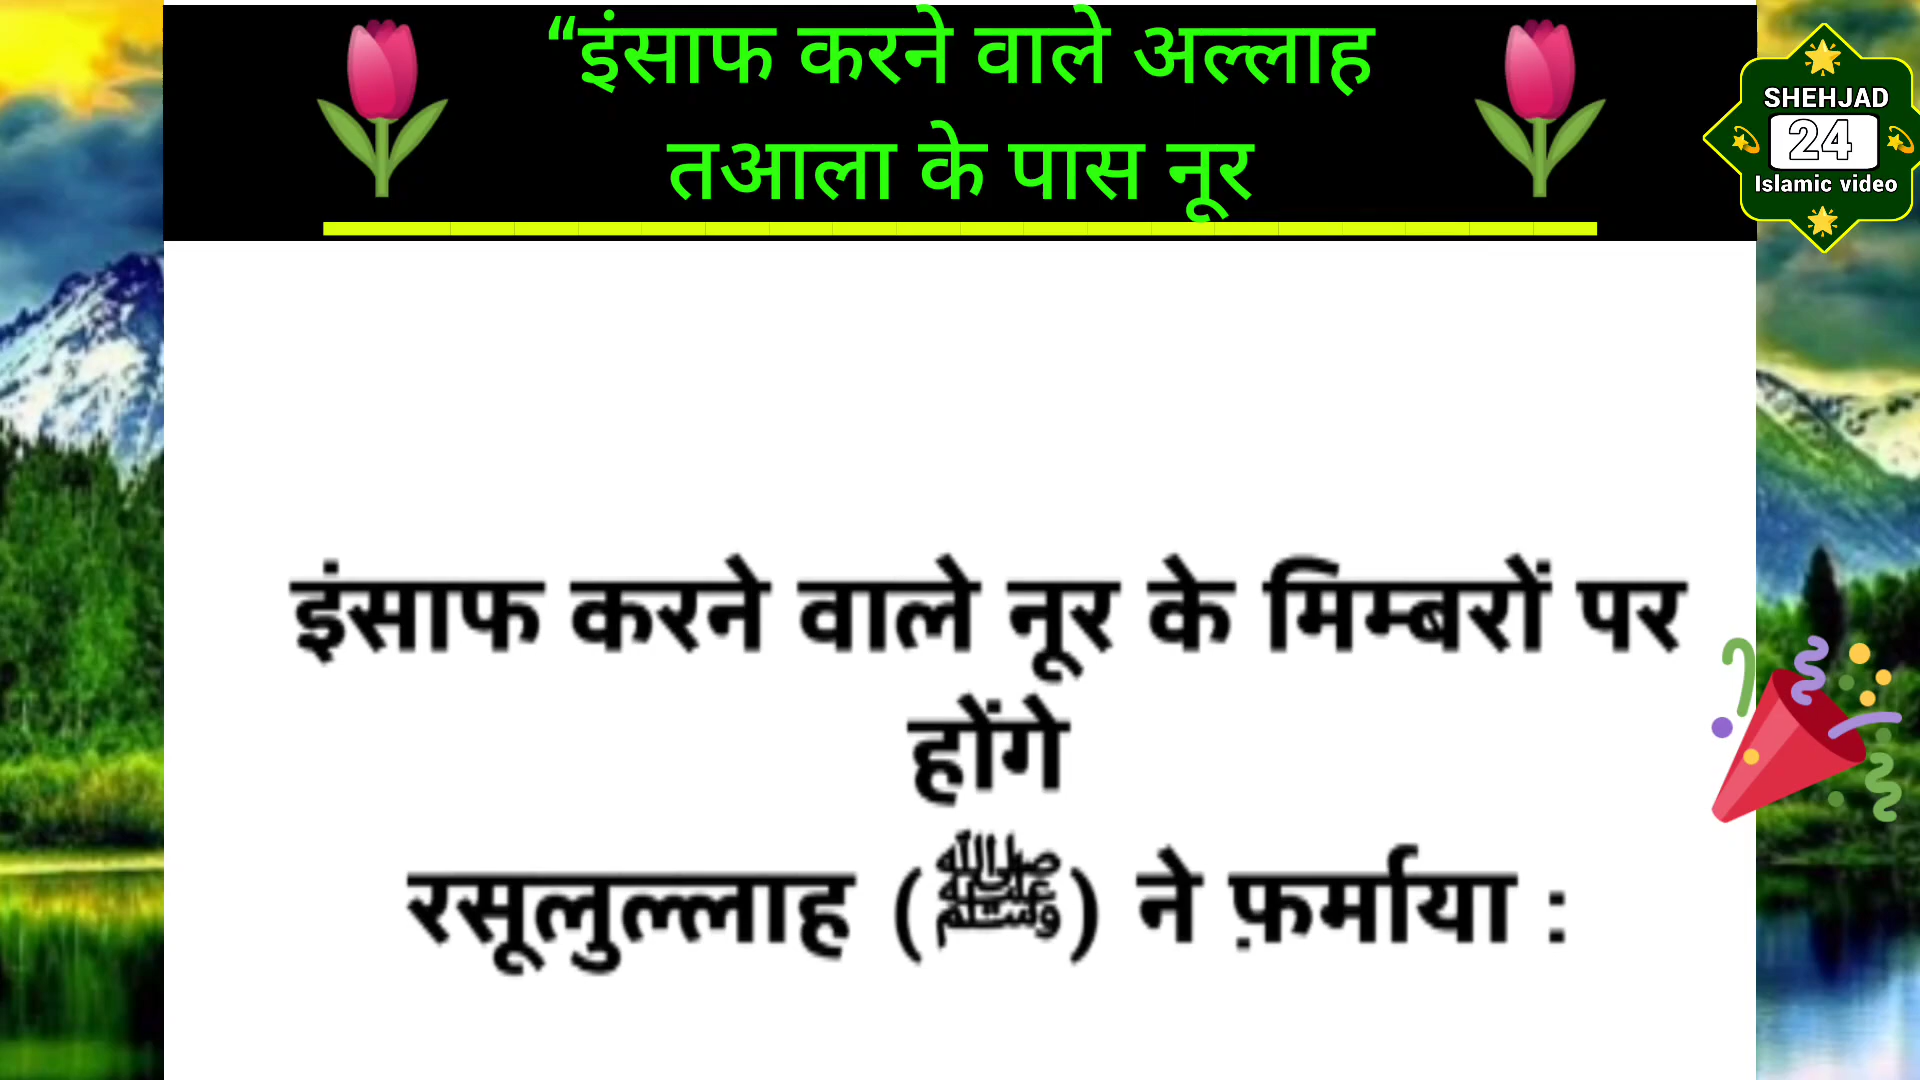 “इंसाफ करने वाले अल्लाह
तआला के पास नूर
SHEHJAD
24
Islamic video
इंसाफ करने वाले नूर के मिम्बरों पर
होंगे
रसूलुल्लाह (ﷺ) ने फ़र्माया :